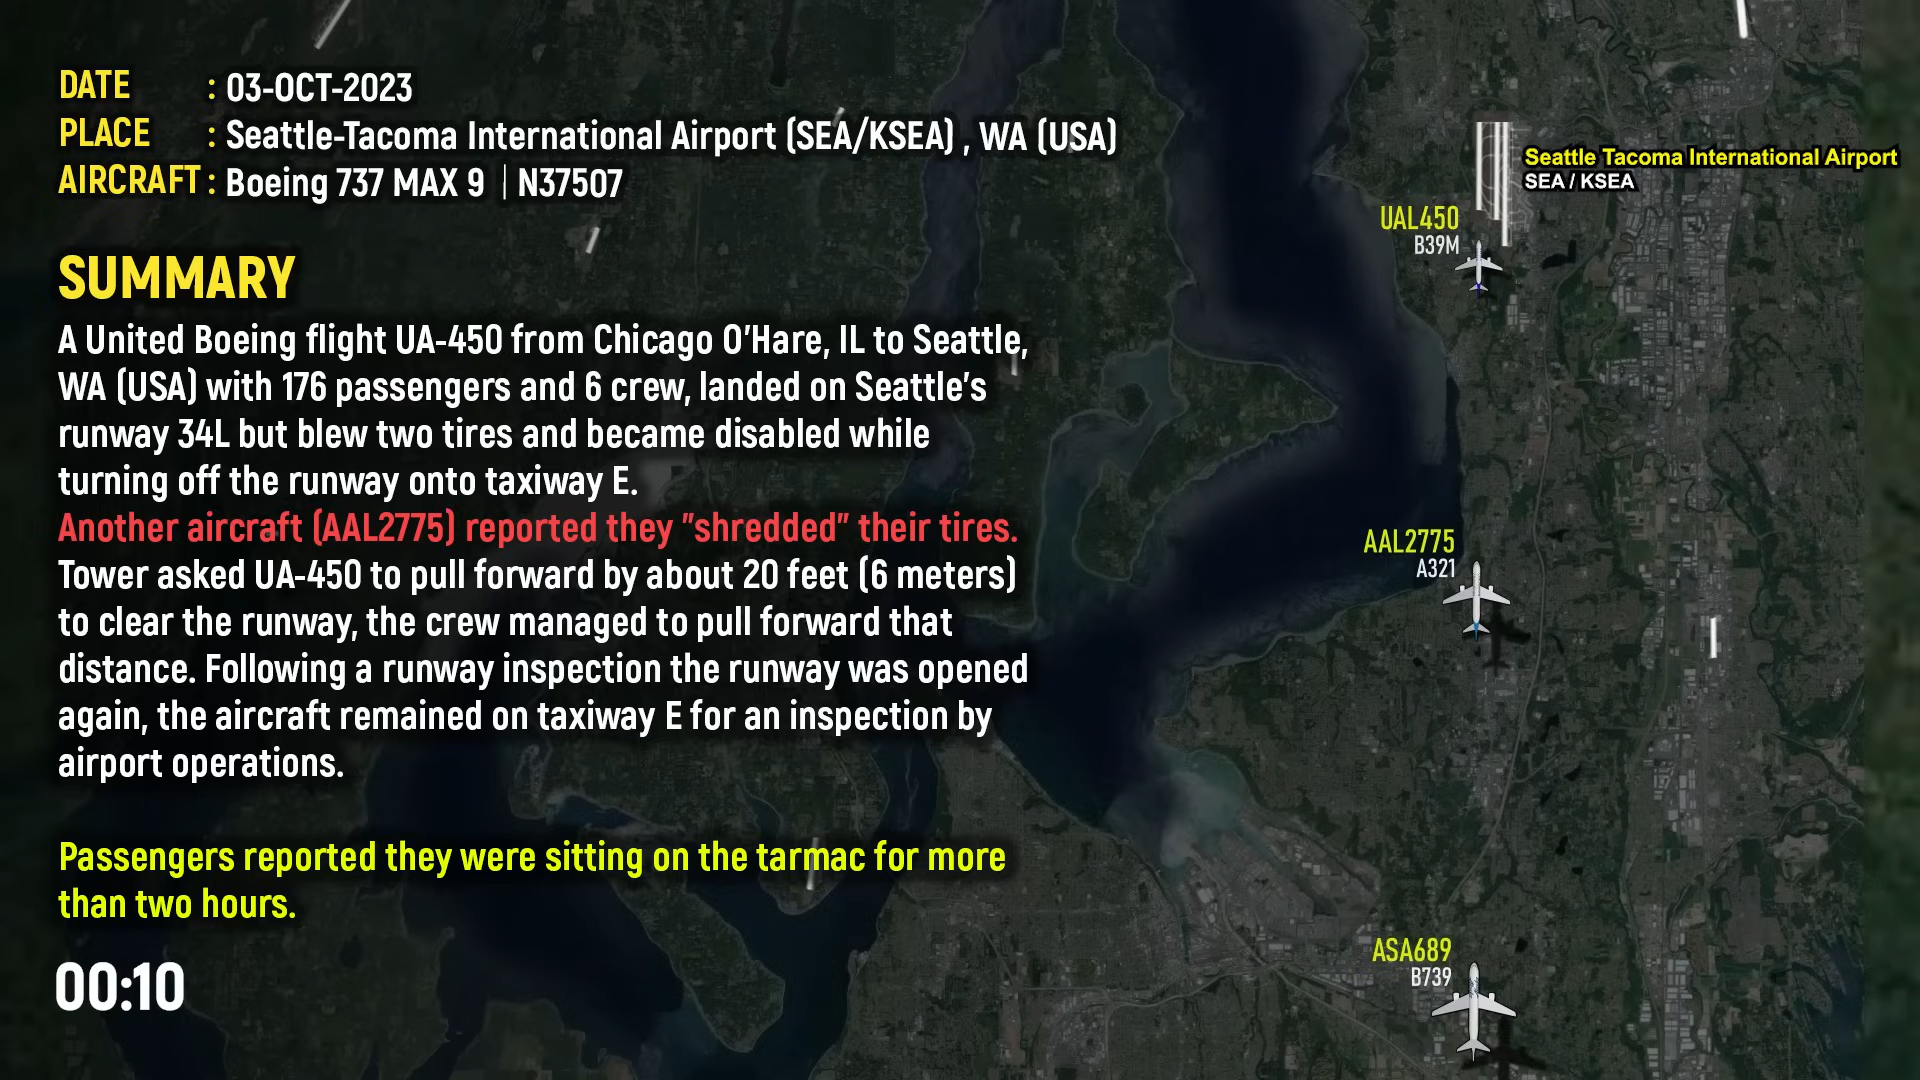 DATE : 03-OCT-2023
PLACE : Seattle-Tacoma International Airport (SEA/KSEA) , WA (USA)
AIRCRAFT : Boeing 737 MAX 9 | N37507
SUMMARY
A United Boeing flight UA-450 from Chicago O'Hare, IL to Seattle,
WA (USA) with 176 passengers and 6 crew, landed on Seattle's
runway 34L but blew two tires and became disabled while
turning off the runway onto taxiway E.
Another aircraft (AAL2775) reported they "shredded" their tires.
Tower asked UA-450 to pull forward by about 20 feet (6 meters)
to clear the runway, the crew managed to pull forward that
distance. Following a runway inspection the runway was opened
again, the aircraft remained on taxiway E for an inspection by
airport operations.
Passengers reported they were sitting on the tarmac for more
than two hours.
00:10
Seattle Tacoma International Airport
SEA / KSEA
UAL450
B39M
AAL2775
A321
ASA689
B739